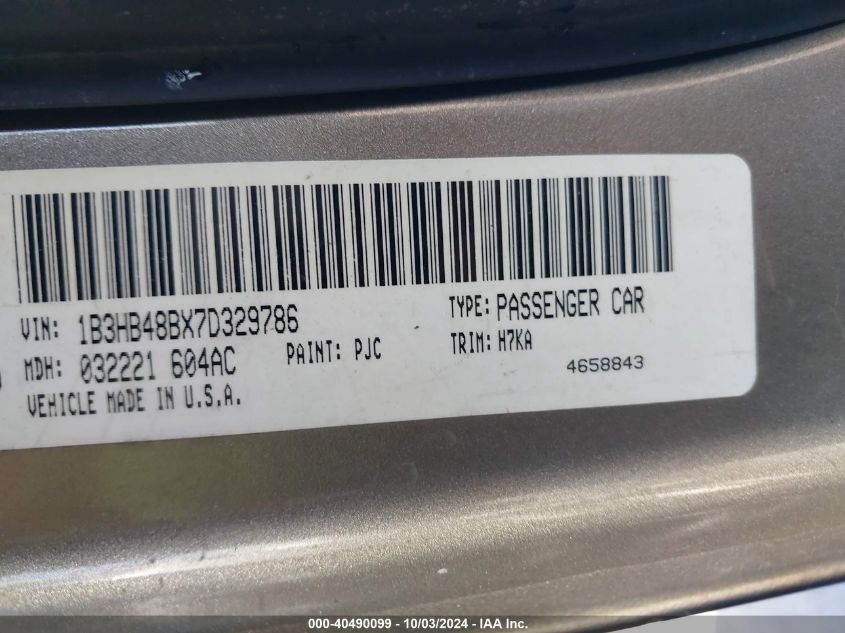 VIN: 1B3HB48BX7D329786 TYPE: PASSENGER CAR
MDH: 032221 604AC PAINT: PJC TRIM: H7KA
VEHICLE MADE IN U.S.A. 4658843
000-40490099 - 10/03/2024 - IAA Inc.